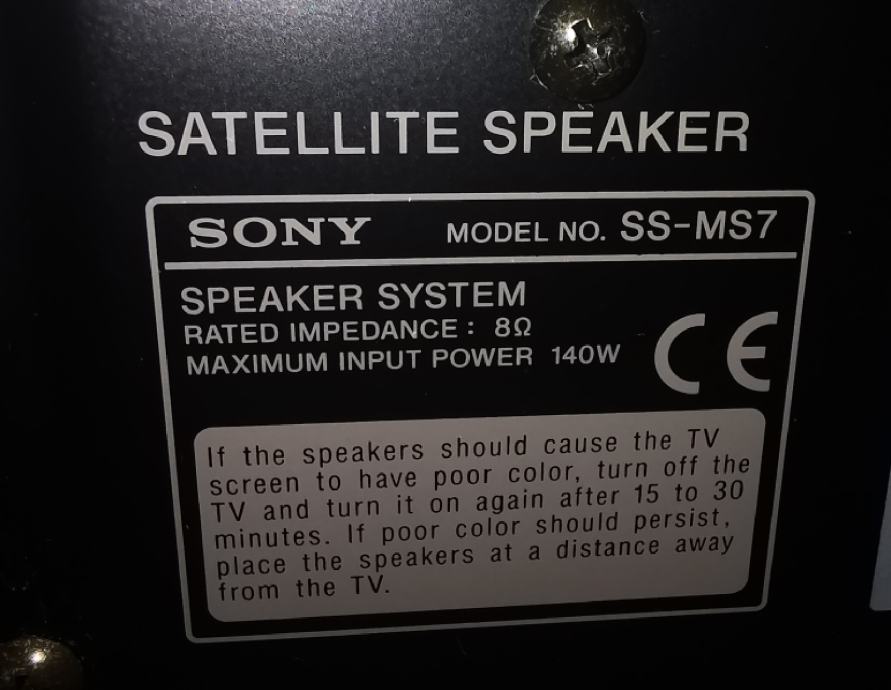 SATELLITE SPEAKER
SONY MODEL NO. SS-MS7
SPEAKER SYSTEM
RATED IMPEDANCE : 8Ω
MAXIMUM INPUT POWER 140W
CE
If the speakers should cause the TV
screen to have poor color, turn off the
TV and turn it on again after 15 to 30
minutes. If poor color should persist,
place the speakers at a distance away
from the TV.